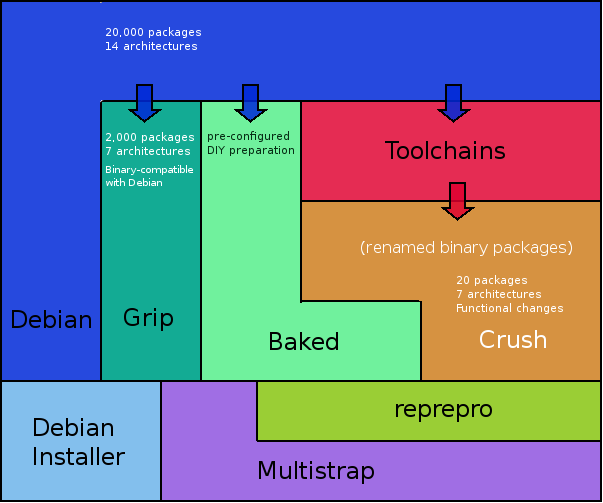 20,000 packages
14 architectures
2,000 packages
7 architectures
Binary-compatible
with Debian
pre-configured
DIY preparation
Toolchains
(renamed binary packages)
20 packages
7 architectures
Functional changes
Debian
Grip
Baked
Crush
reprepro
Debian
Installer
Multistrap